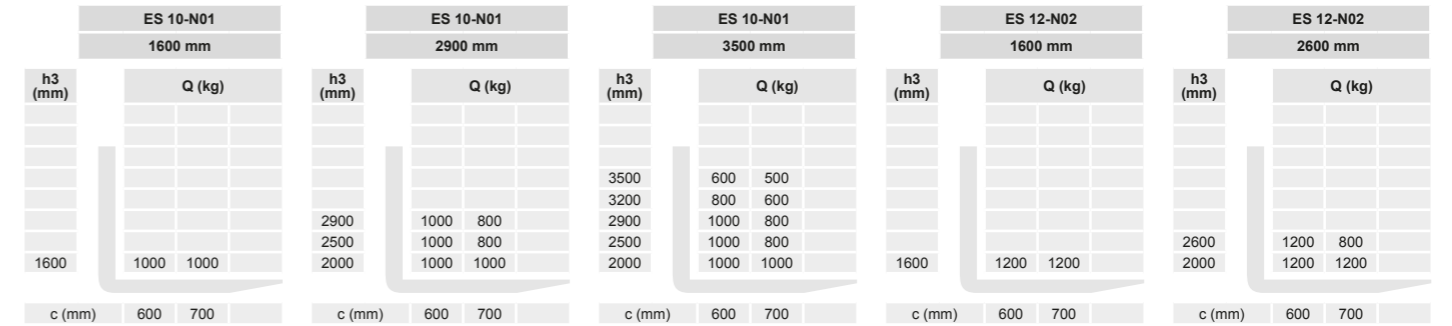 ES 10-N01 ES 10-N01 ES 10-N01 ES 12-N02 ES 12-N02
1600 mm 2900 mm 3500 mm 1600 mm 2600 mm
h3 (mm) Q (kg) h3 (mm) Q (kg) h3 (mm) Q (kg) h3 (mm) Q (kg) h3 (mm) Q (kg)
3500 600 500
3200 800 600
2900 1000 800 2900 1000 800
2500 1000 800 2500 1000 800 2600 1200 800
1600 1000 1000 2000 1000 1000 2000 1000 1000 1600 1200 1200 2000 1200 1200
c (mm) 600 700 c (mm) 600 700 c (mm) 600 700 c (mm) 600 700 c (mm) 600 700